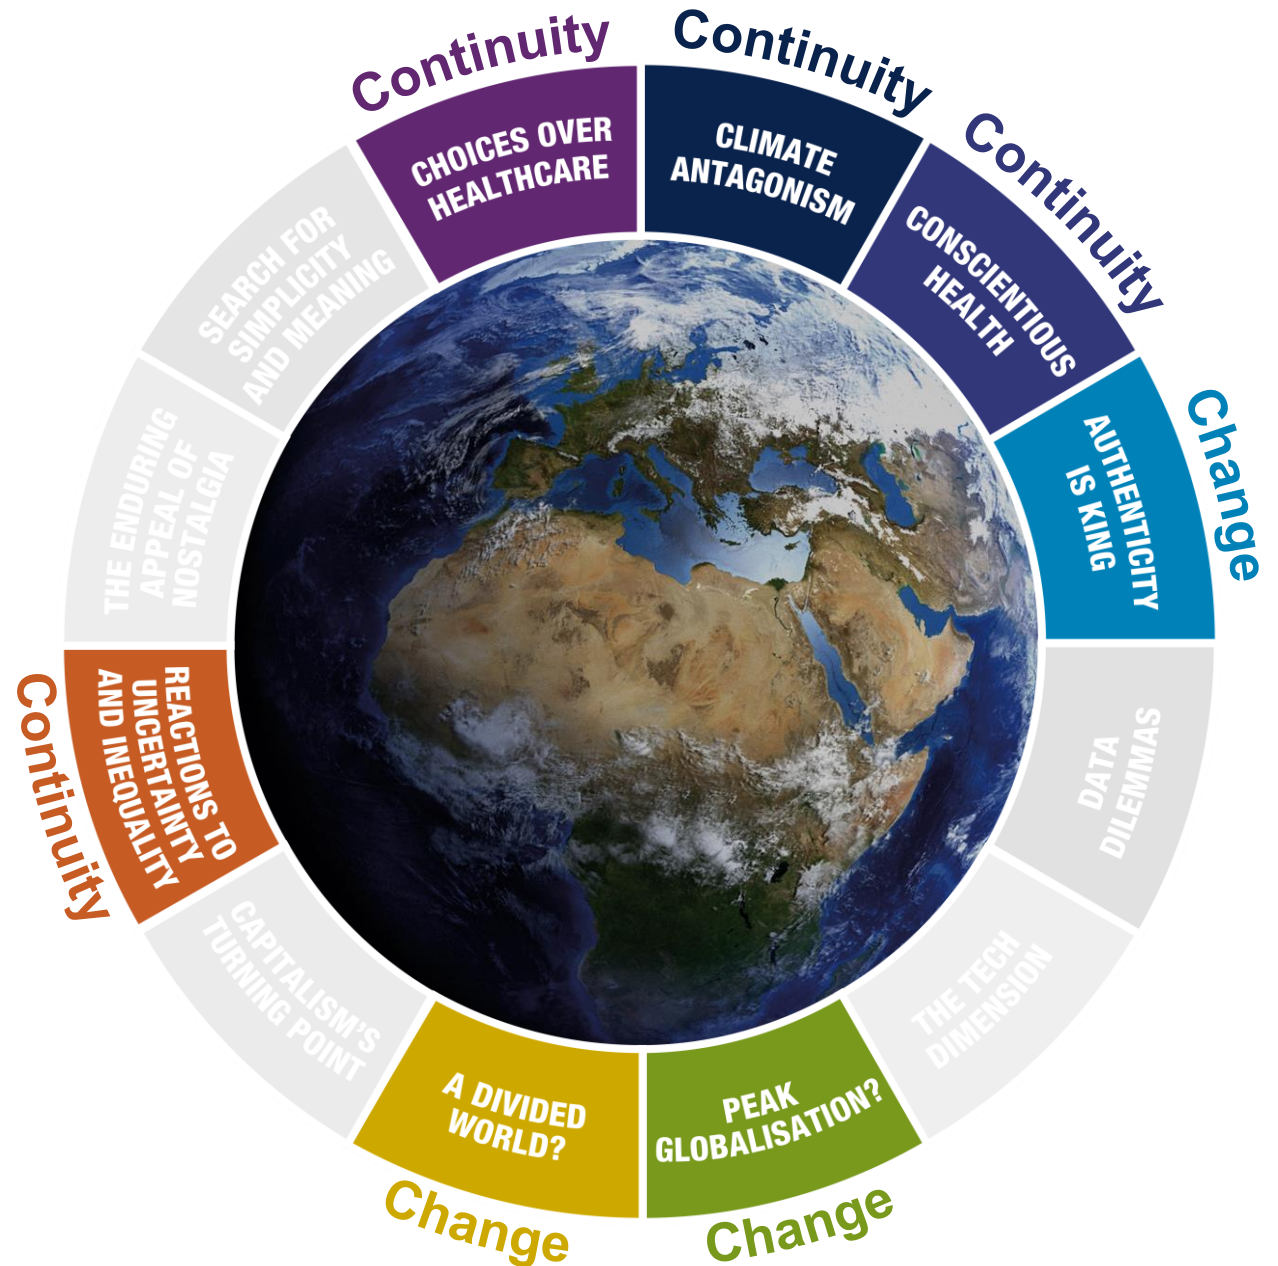 Continuity
CLIMATE
ANTAGONISM
Continuity
CONSCIENTIOUS
HEALTH
Change
AUTHENTICITY
IS KING
DATA
DILEMMAS
THE TECH
DIMENSION
PEAK
GLOBALISATION?
Change
A DIVIDED
WORLD?
Change
CAPITALISM'S
TURNING POINT
REACTIONS TO
UNCERTAINTY
AND INEQUALITY
Continuity
THE ENDURING
APPEAL OF
NOSTALGIA
SEARCH FOR
SIMPLICITY
AND MEANING
Continuity
CHOICES OVER
HEALTHCARE